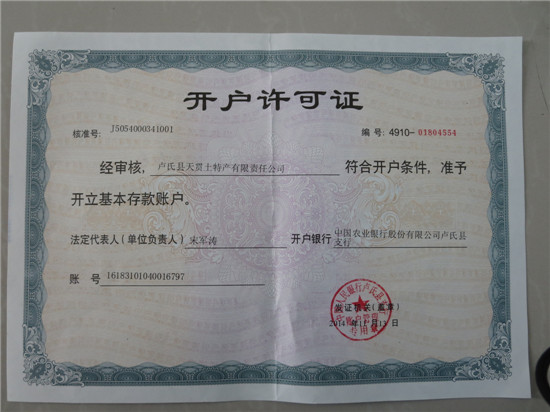 开户许可证
核准号: J5054000341001
编号: 4910-01804554
经审核, 卢氏县天贯土特产有限责任公司 符合开户条件, 准予
开立基本存款账户。
法定代表人(单位负责人) 宋军涛 开户银行 中国农业银行股份有限公司卢氏县
支行
账 号 16183101040016797
发证机关(盖章)